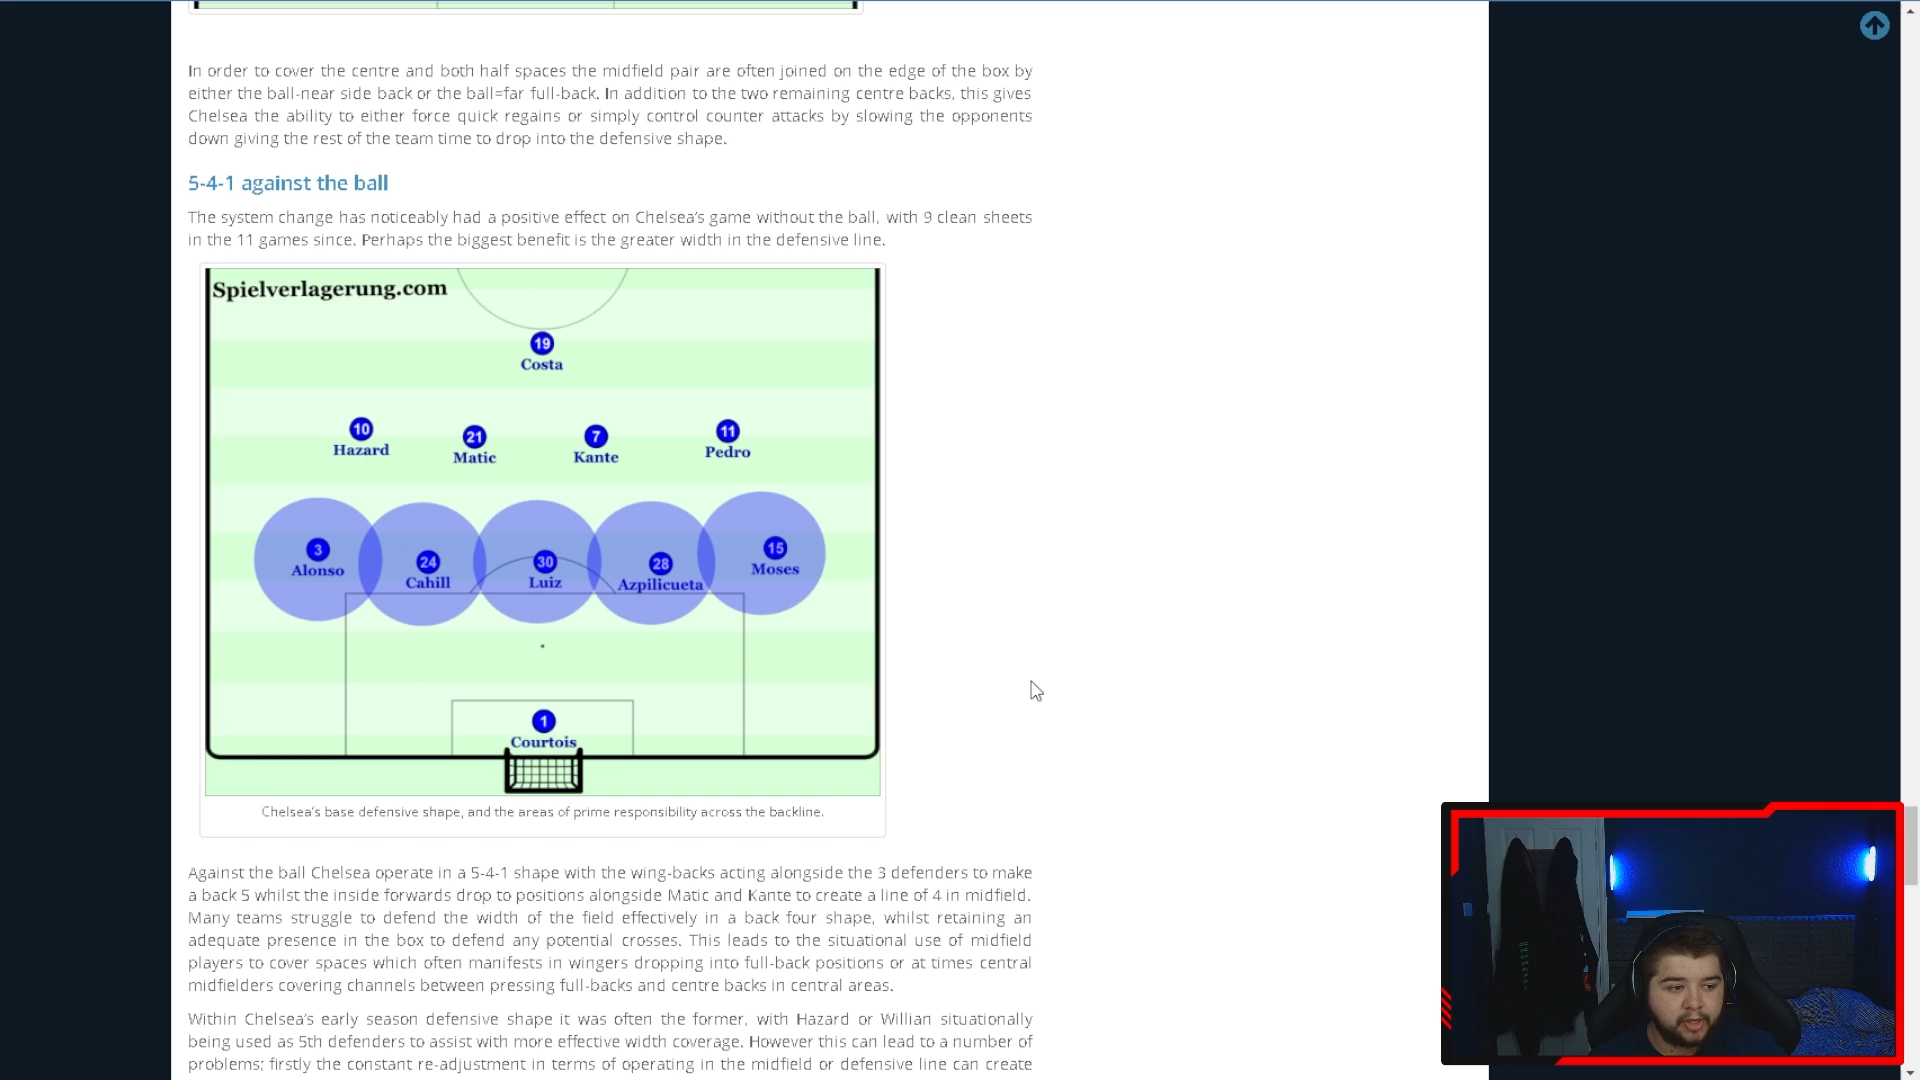 In order to cover the centre and both half spaces the midfield pair are often joined on the edge of the box by
either the ball-near side back or the ball=far full-back. In addition to the two remaining centre backs, this gives
Chelsea the ability to either force quick regains or simply control counter attacks by slowing the opponents
down giving the rest of the team time to drop into the defensive shape.
5-4-1 against the ball
The system change has noticeably had a positive effect on Chelsea's game without the ball, with 9 clean sheets
in the 11 games since. Perhaps the biggest benefit is the greater width in the defensive line.
Spielverlagerung.com
19
Costa
10
Hazard
21
Matic
7
Kante
11
Pedro
3
Alonso
24
Cahill
30
Luiz
28
Azpilicueta
15
Moses
1
Courtois
Chelsea's base defensive shape, and the areas of prime responsibility across the backline.
Against the ball Chelsea operate in a 5-4-1 shape with the wing-backs acting alongside the 3 defenders to make
a back 5 whilst the inside forwards drop to positions alongside Matic and Kante to create a line of 4 in midfield.
Many teams struggle to defend the width of the field effectively in a back four shape, whilst retaining an
adequate presence in the box to defend any potential crosses. This leads to the situational use of midfield
players to cover spaces which often manifests in wingers dropping into full-back positions or at times central
midfielders covering channels between pressing full-backs and centre backs in central areas.
Within Chelsea's early season defensive shape it was often the former, with Hazard or Willian situationally
being used as 5th defenders to assist with more effective width coverage. However this can lead to a number of
problems; firstly the constant re-adjustment in terms of operating in the midfield or defensive line can create